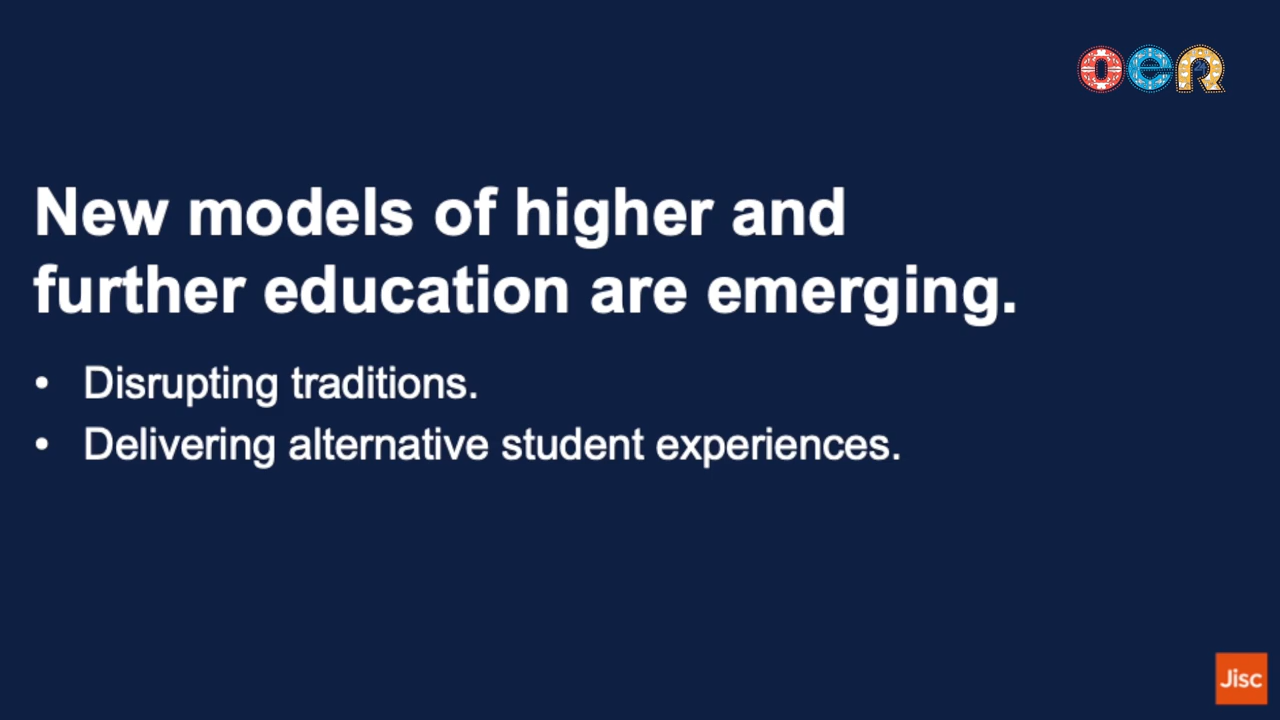 oer
New models of higher and
further education are emerging.
• Disrupting traditions.
• Delivering alternative student experiences.
Jisc